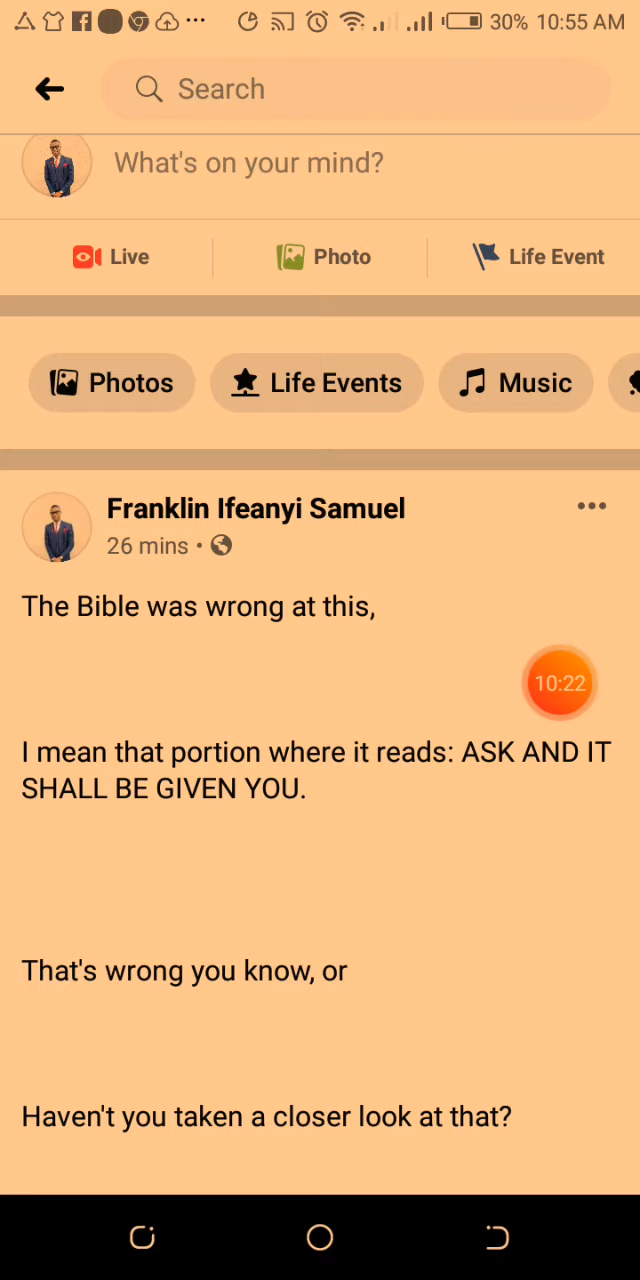 30% 10:55 AM
Search
What's on your mind?
Live Photo Life Event
Photos Life Events Music
Franklin Ifeanyi Samuel
26 mins •
The Bible was wrong at this,
10:22
I mean that portion where it reads: ASK AND IT
SHALL BE GIVEN YOU.
That's wrong you know, or
Haven't you taken a closer look at that?